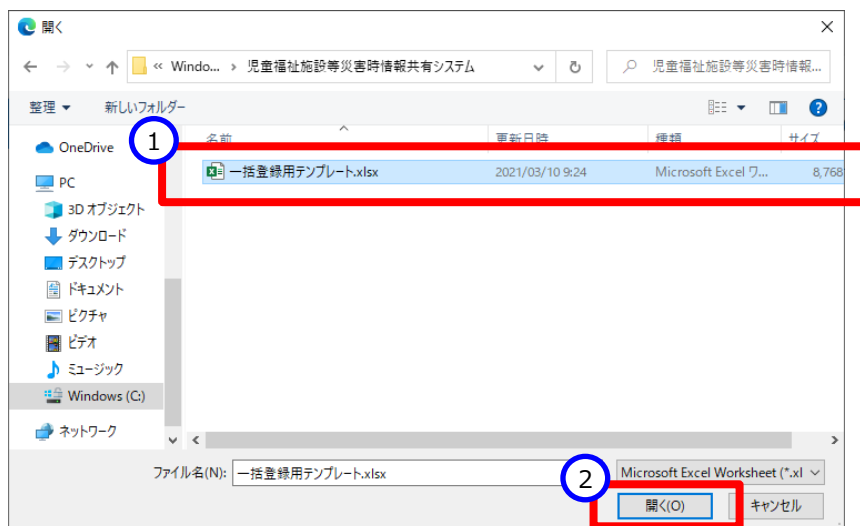 開く
« Windo... › 児童福祉施設等災害時情報共有システム
児童福祉施設等災害時情報...
整理 新しいフォルダー
1
名前 更新日時 種類 サイズ
OneDrive
一括登録用テンプレート.xlsx 2021/03/10 9:24 Microsoft Excel ワ... 8,768
PC
3D オブジェクト
ダウンロード
デスクトップ
ドキュメント
ピクチャ
ビデオ
ミュージック
Windows (C:)
ネットワーク
ファイル名(N): 一括登録用テンプレート.xlsx
2
Microsoft Excel Worksheet (*.xl
開く(O) キャンセル